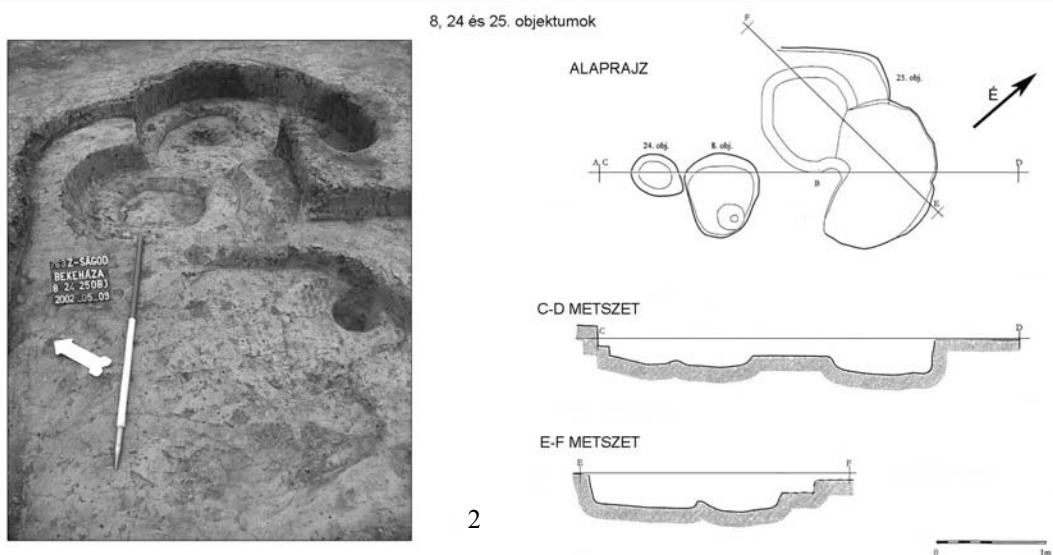 8, 24 és 25. objektumok
ALAPRAJZ
F
25. obj.
É
24. obj.
8. obj.
A C
D
B
E
Z-SÁGOD
BEKEHÁZA
8 24 25OBJ
2002 05 09
C-D METSZET
C
D
E-F METSZET
E
F
2
0
1m